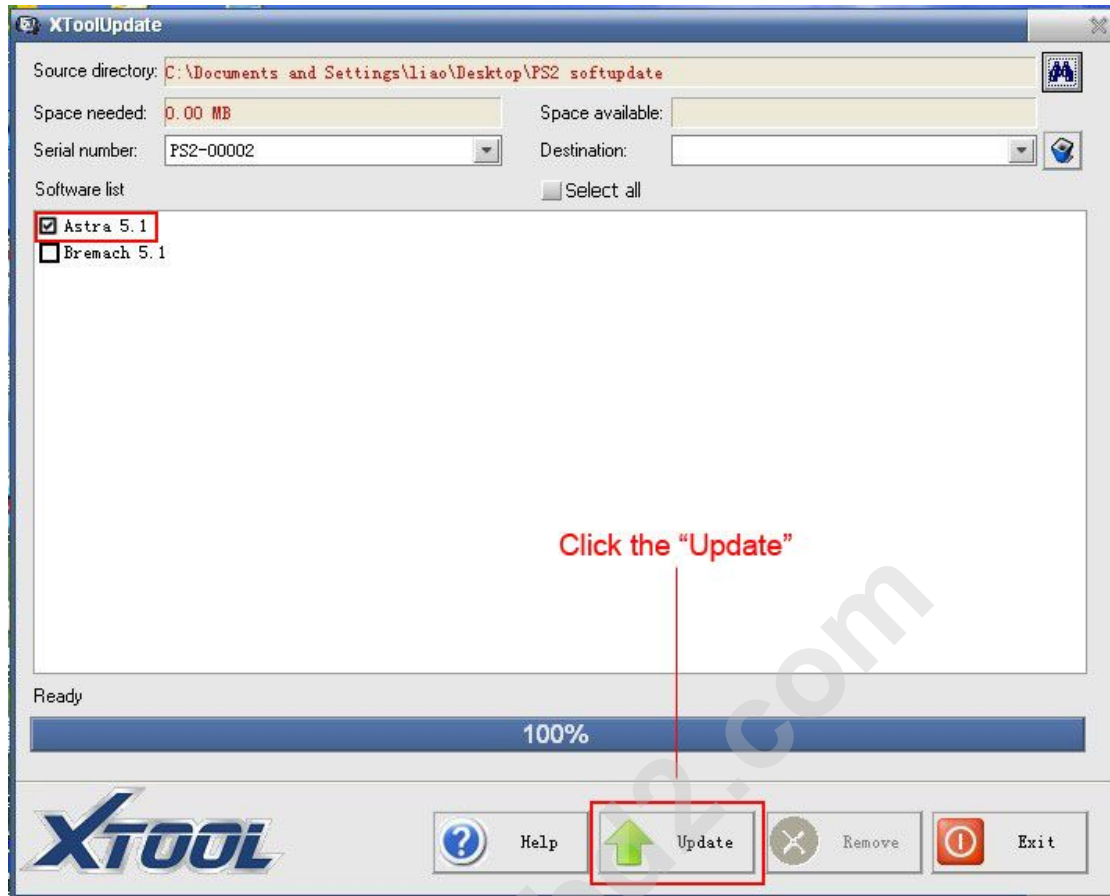 XToolUpdate
Source directory: C:\Documents and Settings\liao\Desktop\PS2 softupdate
Space needed: 0.00 MB Space available:
Serial number: PS2-00002 Destination:
Software list Select all
Astra 5.1
Bremach 5.1
Click the “Update”
Ready
100%
XTOOL Help Update Remove Exit